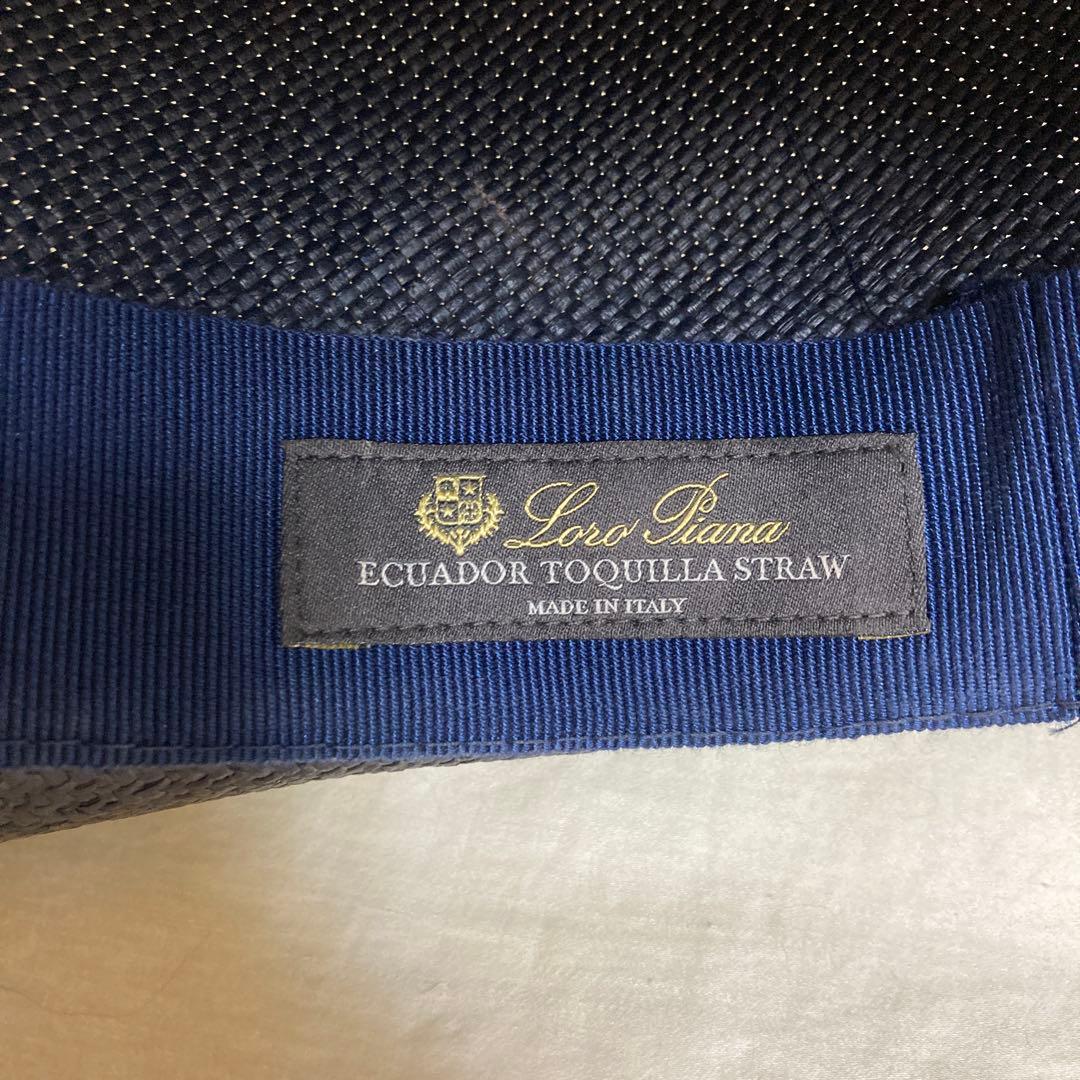 Loro Piana
ECUADOR TOQUILLA STRAW
MADE IN ITALY